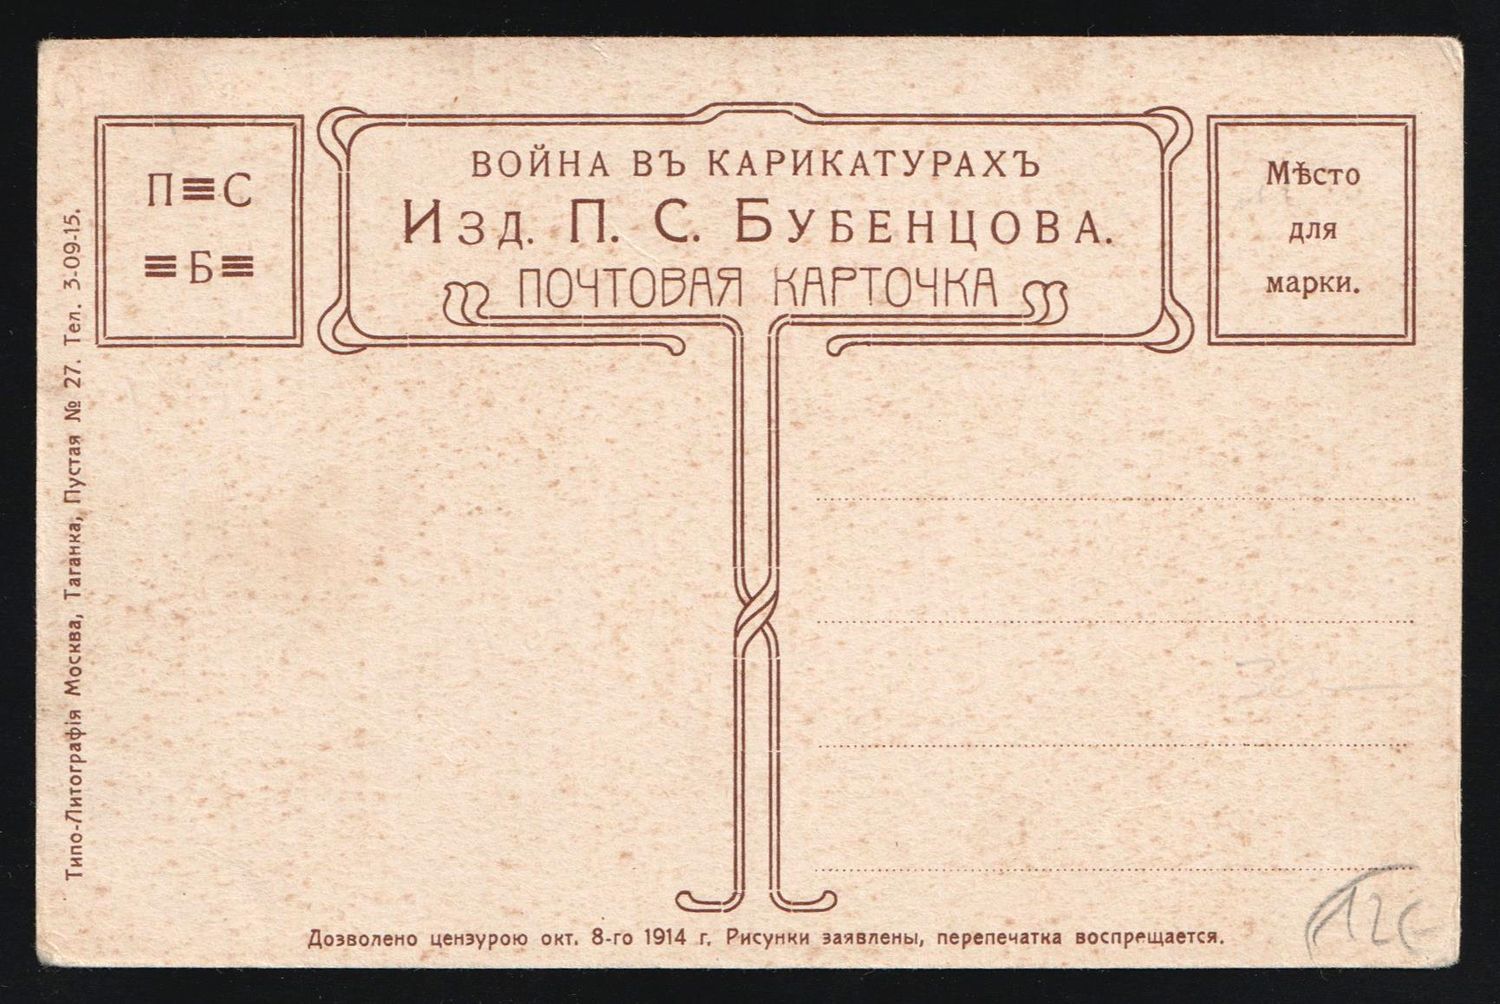 П≡С
≡Б≡
ВОЙНА ВЪ КАРИКАТУРАХЪ
ИЗД. П. С. БУБЕНЦОВА.
ПОЧТОВАЯ КАРТОЧКА
Мѣсто
для
марки.
Типо-Литографія Москва, Таганка, Пустая № 27. Тел. 3-09-15.
Дозволено цензурою окт. 8-го 1914 г. Рисунки заявлены, перепечатка воспрещается.